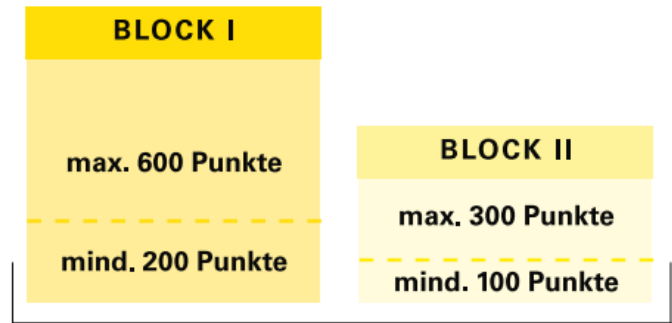 BLOCK I
max. 600 Punkte
mind. 200 Punkte
BLOCK II
max. 300 Punkte
mind. 100 Punkte